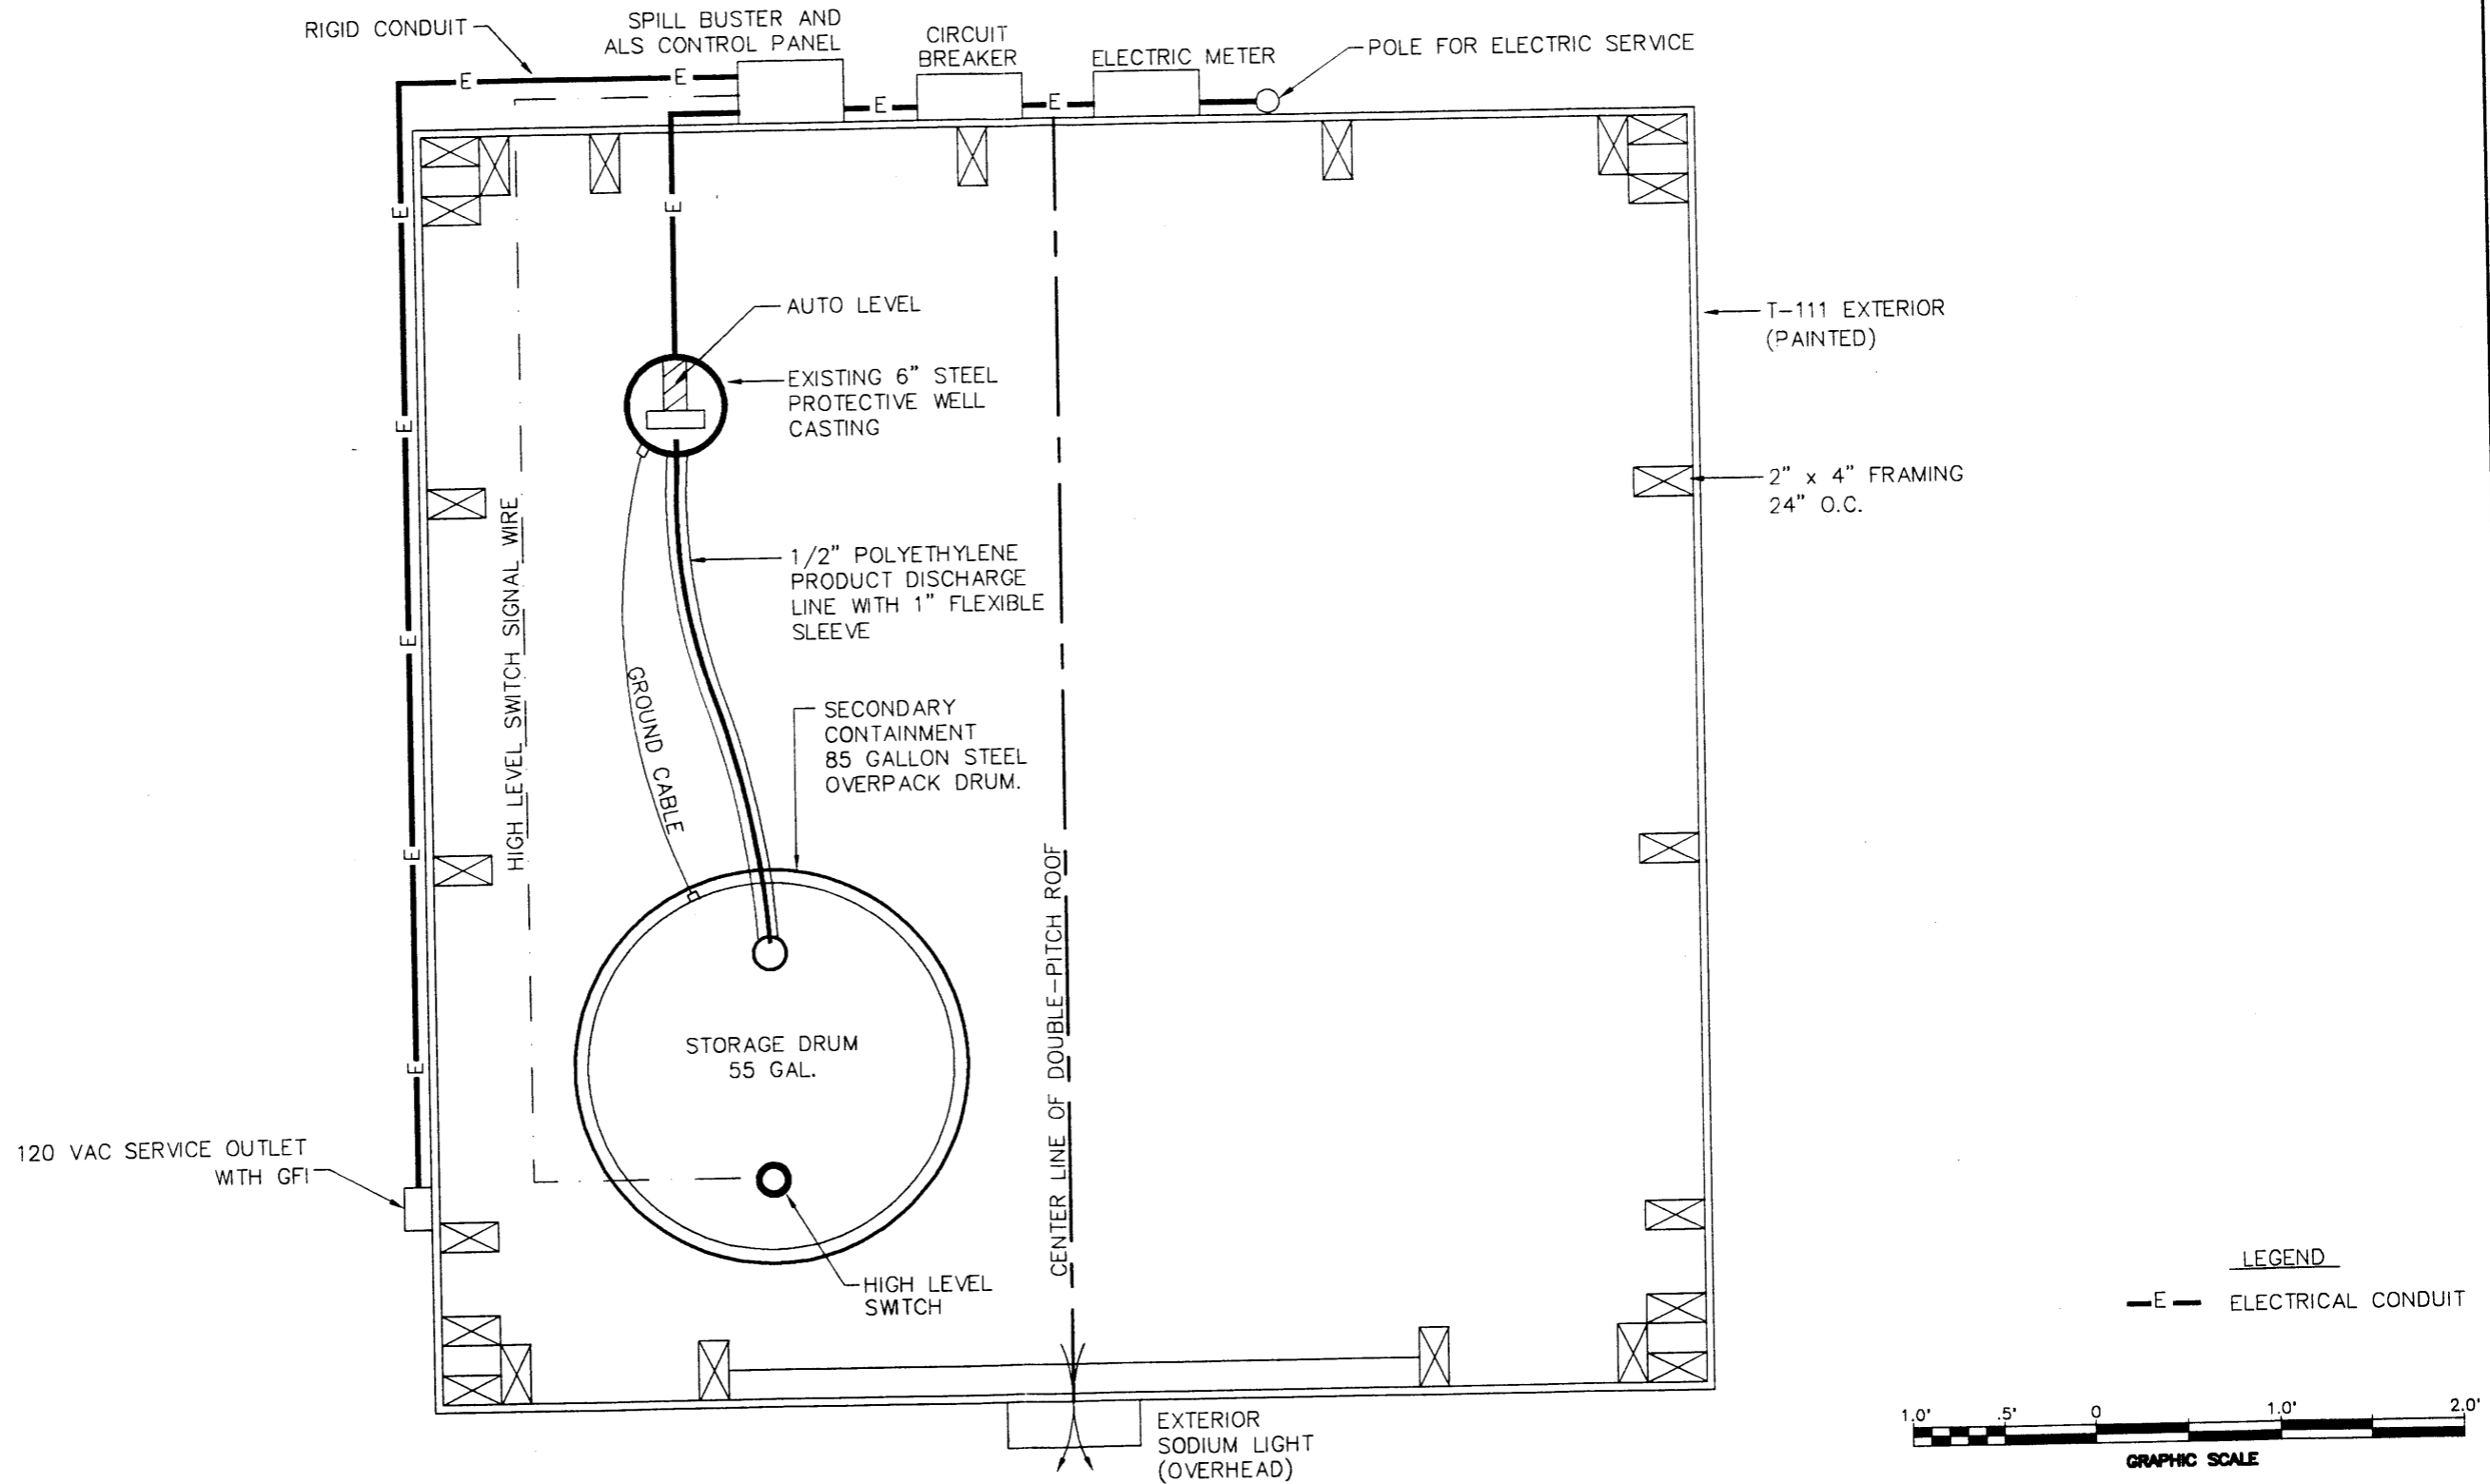 RIGID CONDUIT
SPILL BUSTER AND
ALS CONTROL PANEL
CIRCUIT
BREAKER
ELECTRIC METER
POLE FOR ELECTRIC SERVICE
E
E
E
E
E
E
E
E
E
E
E
AUTO LEVEL
EXISTING 6" STEEL
PROTECTIVE WELL
CASTING
T-111 EXTERIOR
(PAINTED)
2" x 4" FRAMING
24" O.C.
HIGH LEVEL SWITCH SIGNAL WIRE
1/2" POLYETHYLENE
PRODUCT DISCHARGE
LINE WITH 1" FLEXIBLE
SLEEVE
GROUND CABLE
SECONDARY
CONTAINMENT
85 GALLON STEEL
OVERPACK DRUM.
CENTER LINE OF DOUBLE-PITCH ROOF
STORAGE DRUM
55 GAL.
120 VAC SERVICE OUTLET
WITH GFI
HIGH LEVEL
SWITCH
EXTERIOR
SODIUM LIGHT
(OVERHEAD)
LEGEND
E ELECTRICAL CONDUIT
1.0' .5' 0 1.0' 2.0'
GRAPHIC SCALE